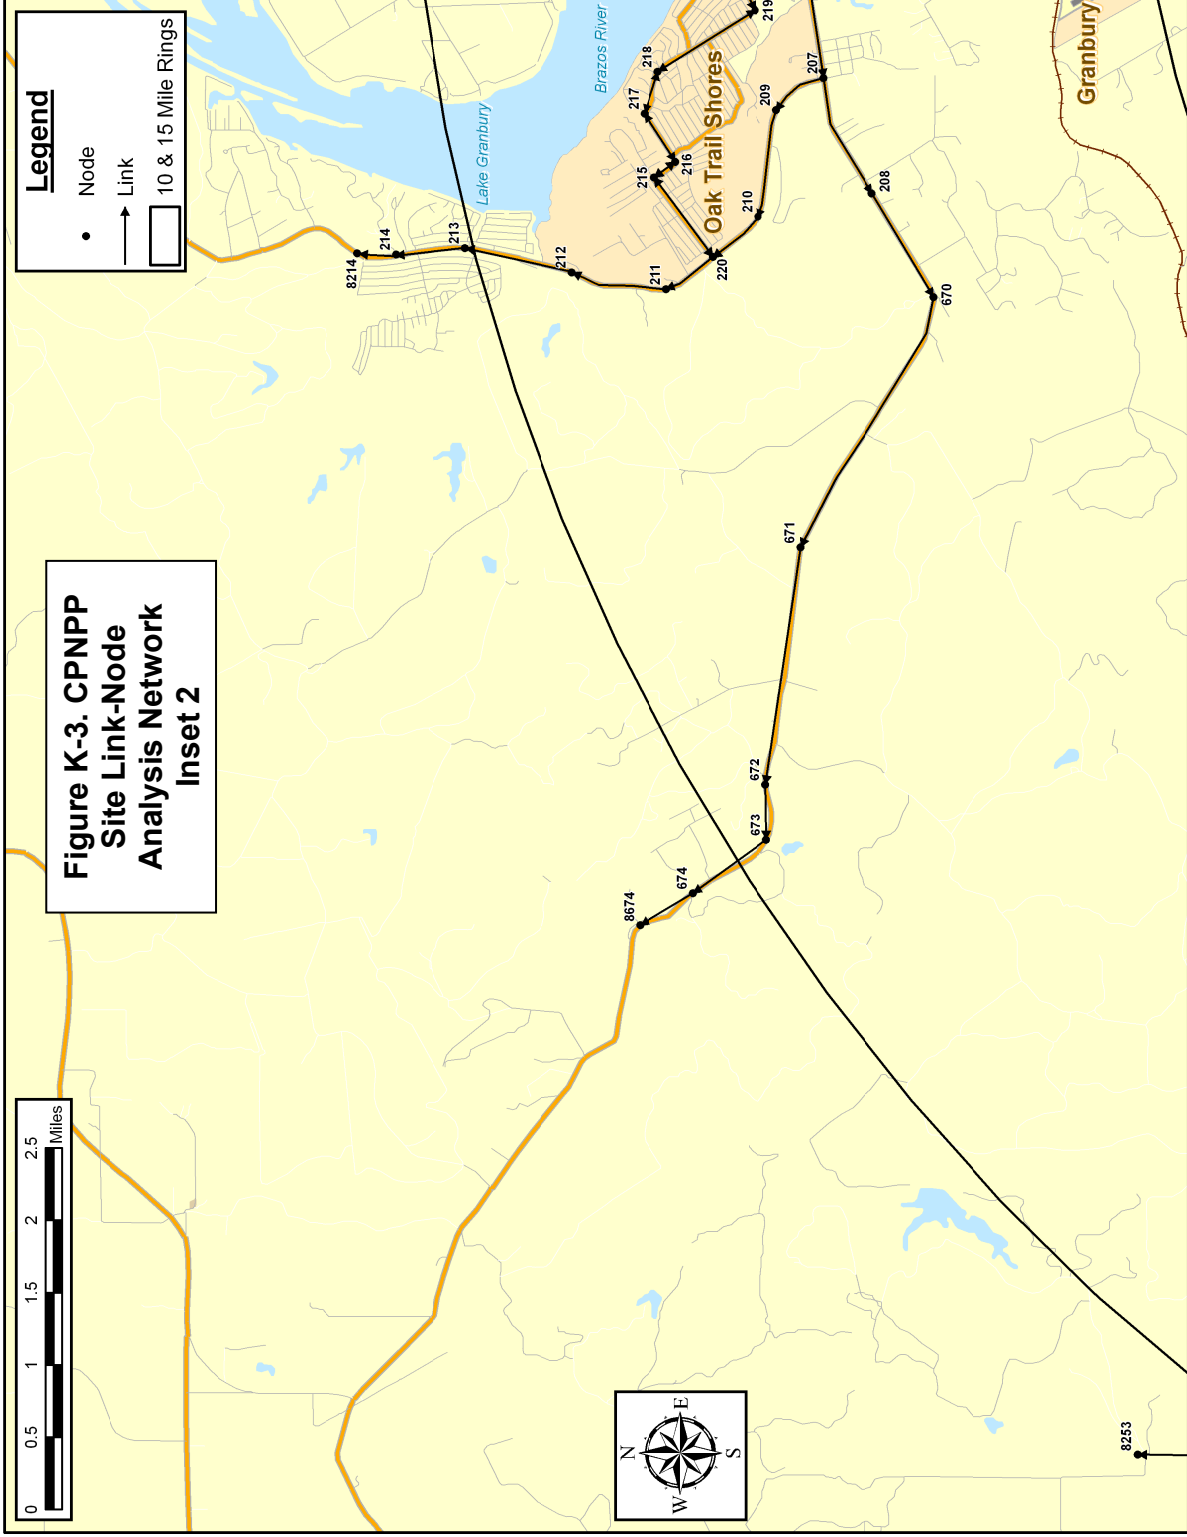 Figure K-3. CPNPP
Site Link-Node
Analysis Network
Inset 2
Legend
Node
Link
10 & 15 Mile Rings
0 0.5 1 1.5 2 2.5
Miles
N
W E
S
8214
214
213
212
211
Lake Granbury
Brazos River
218
217
215
216
219
Oak Trail Shores
220
210
209
207
208
670
671
672
673
674
8674
Granbury
8253